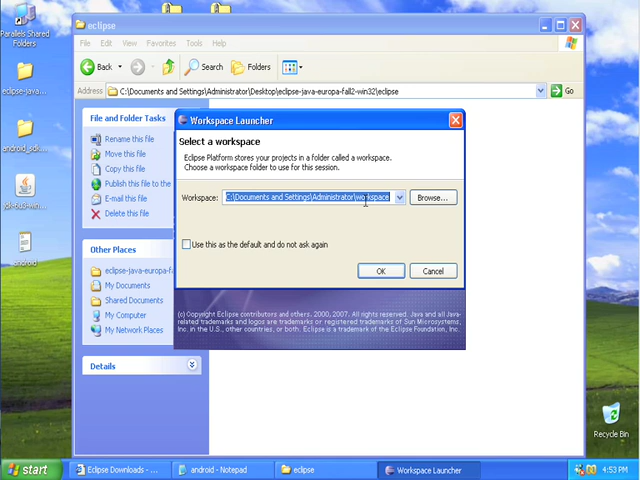 Parallels Shared
Folders
eclipse-java...
android_sdk...
android
Recycle Bin
eclipse
File Edit View Favorites Tools Help
Back Search Folders
Address C:\Documents and Settings\Administrator\Desktop\eclipse-java-europa-fall2-win32\eclipse Go
File and Folder Tasks
Rename this file
Move this file
Copy this file
Publish this file to the
E-mail this file
Delete this file
Other Places
eclipse-java-europa-fa
My Documents
Shared Documents
My Computer
My Network Places
Details
Workspace Launcher
Select a workspace
Eclipse Platform stores your projects in a folder called a workspace.
Choose a workspace folder to use for this session.
Workspace: C:\Documents and Settings\Administrator\workspace Browse...
Use this as the default and do not ask again
OK Cancel
(c) Copyright Eclipse contributors and others. 2000, 2007. All rights reserved. Java and all Java-
related trademarks and logos are trademarks or registered trademarks of Sun Microsystems,
Inc. in the U.S., other countries, or both. Eclipse is a trademark of the Eclipse Foundation, Inc.
start Eclipse Downloads - ... android - Notepad eclipse Workspace Launcher 4:53 PM